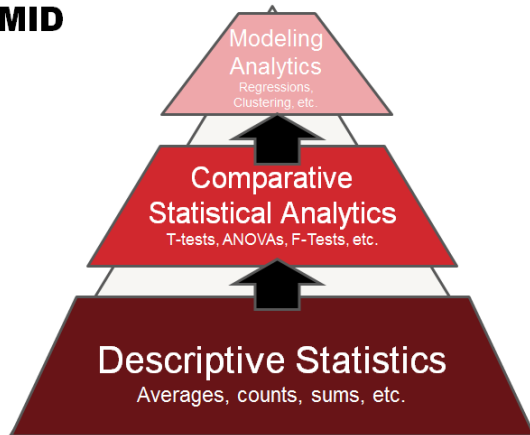 MID
Modeling
Analytics
Regressions,
Clustering, etc.
Comparative
Statistical Analytics
T-tests, ANOVAs, F-Tests, etc.
Descriptive Statistics
Averages, counts, sums, etc.